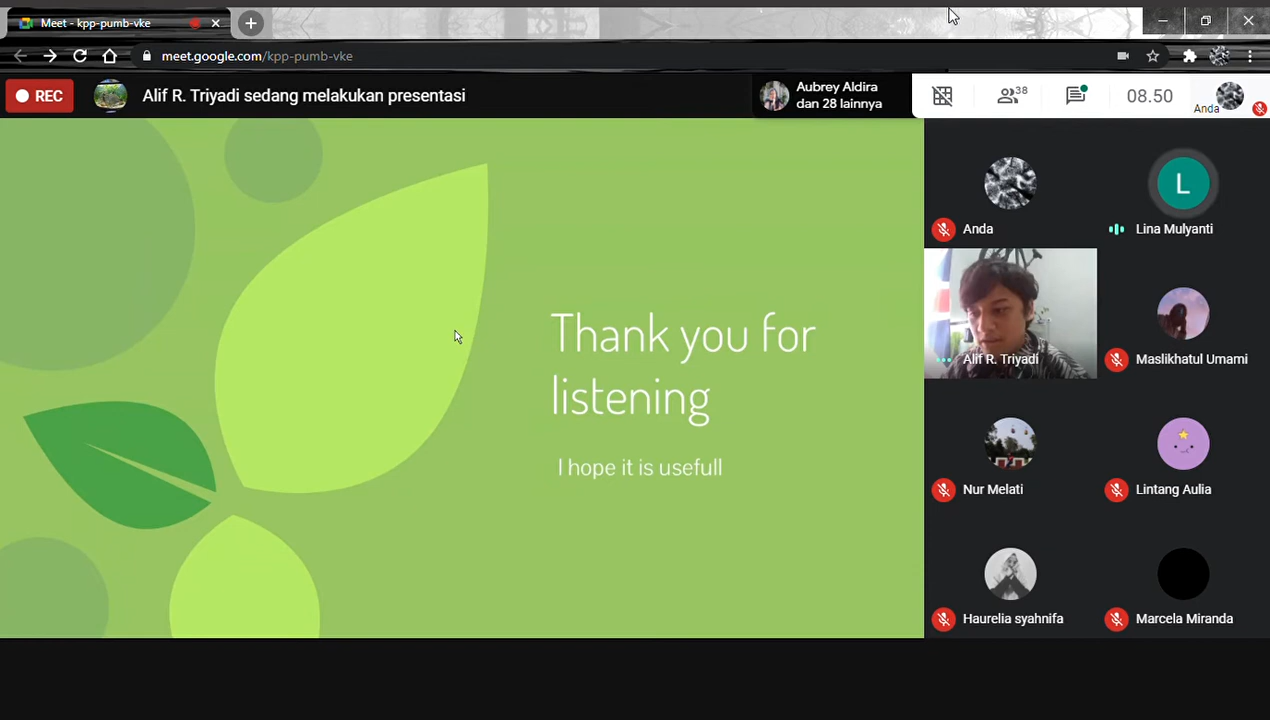 Meet - kpp-pumb-vke
meet.google.com/kpp-pumb-vke
REC
Alif R. Triyadi sedang melakukan presentasi
Aubrey Aldira
dan 28 lainnya
38
08.50
Anda
Thank you for
listening
I hope it is usefull
Anda
L
Lina Mulyanti
Alif R. Triyadi
Maslikhatul Umami
Nur Melati
Lintang Aulia
Haurelia syahnifa
Marcela Miranda